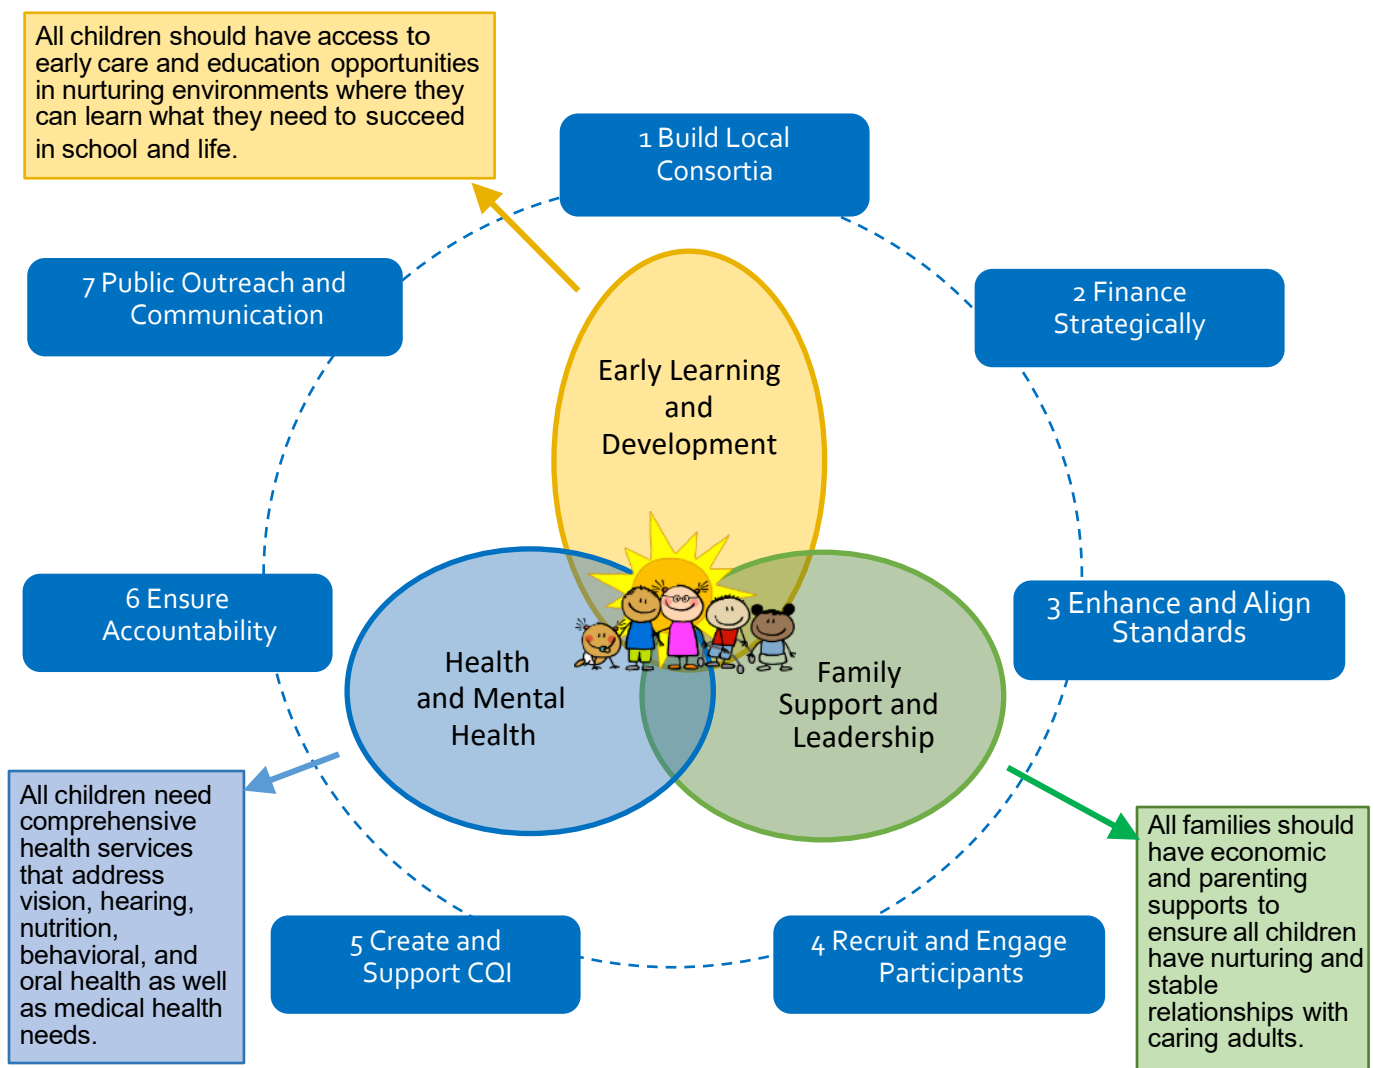 All children should have access to
early care and education opportunities
in nurturing environments where they
can learn what they need to succeed
in school and life.
1 Build Local
Consortia
2 Finance
Strategically
3 Enhance and Align
Standards
4 Recruit and Engage
Participants
5 Create and
Support CQI
6 Ensure
Accountability
7 Public Outreach and
Communication
Early Learning
and
Development
Health
and Mental
Health
Family
Support and
Leadership
All children need
comprehensive
health services
that address
vision, hearing,
nutrition,
behavioral, and
oral health as well
as medical health
needs.
All families should
have economic
and parenting
supports to
ensure all children
have nurturing and
stable
relationships with
caring adults.